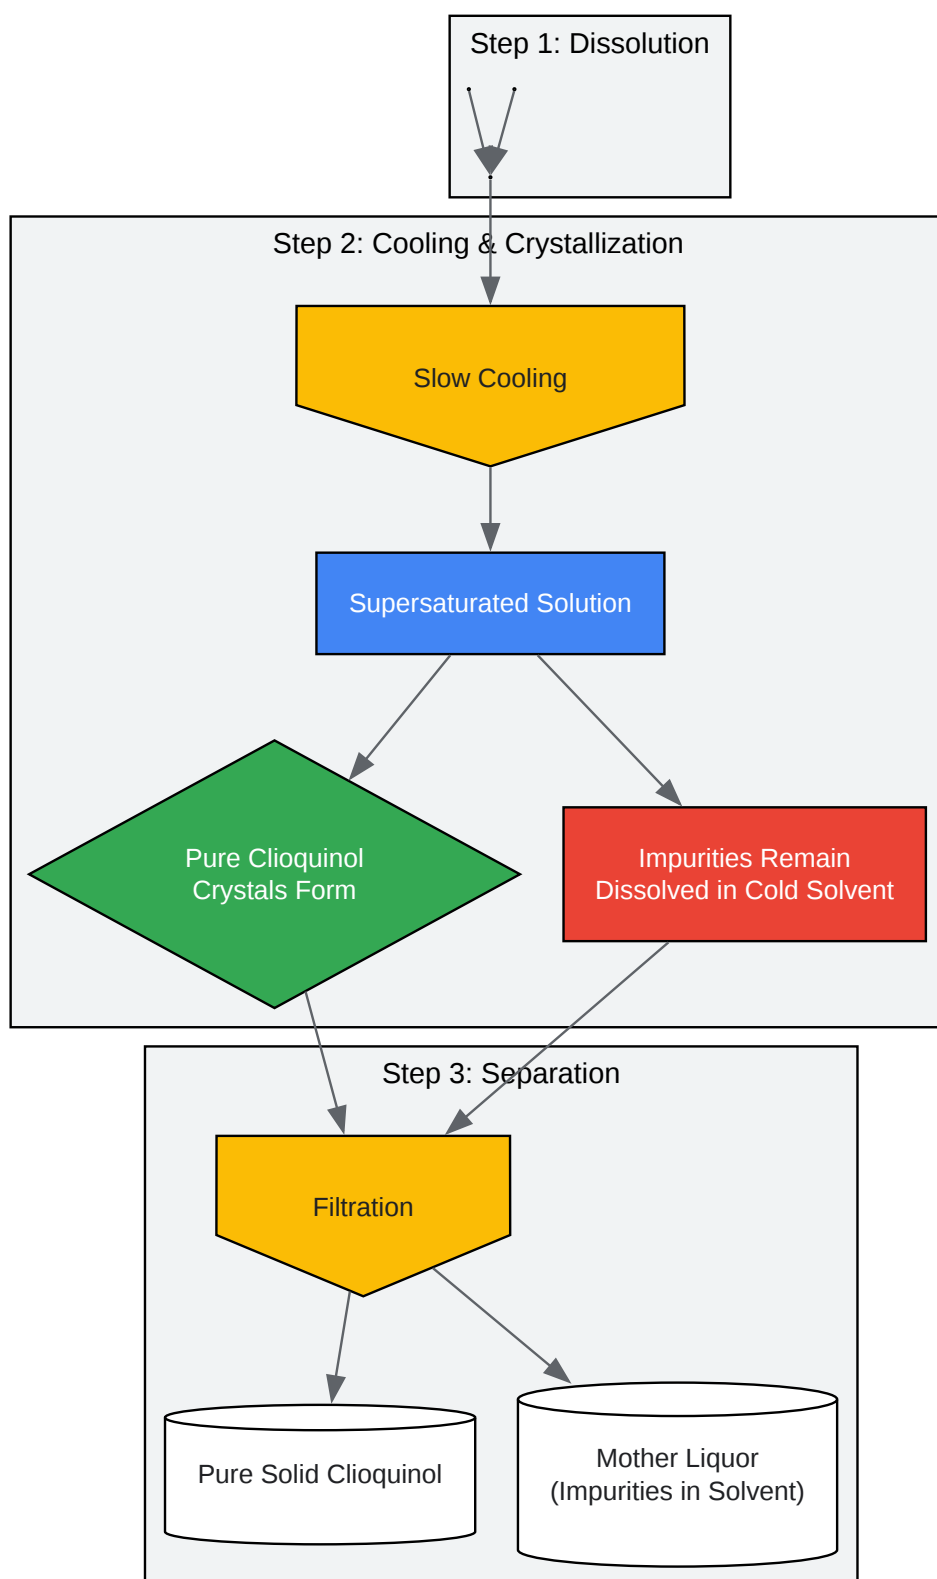 Step 1: Dissolution
Step 2: Cooling & Crystallization
Slow Cooling
Supersaturated Solution
Pure Clioquinol
Crystals Form
Impurities Remain
Dissolved in Cold Solvent
Step 3: Separation
Filtration
Pure Solid Clioquinol
Mother Liquor
(Impurities in Solvent)